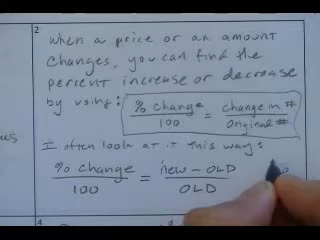 2
when a price or an amount
changes, you can find the
percent increase or decrease
by using: % change / 100 = change in # / original #
I often look at it this way:
% change / 100 = new - OLD / OLD